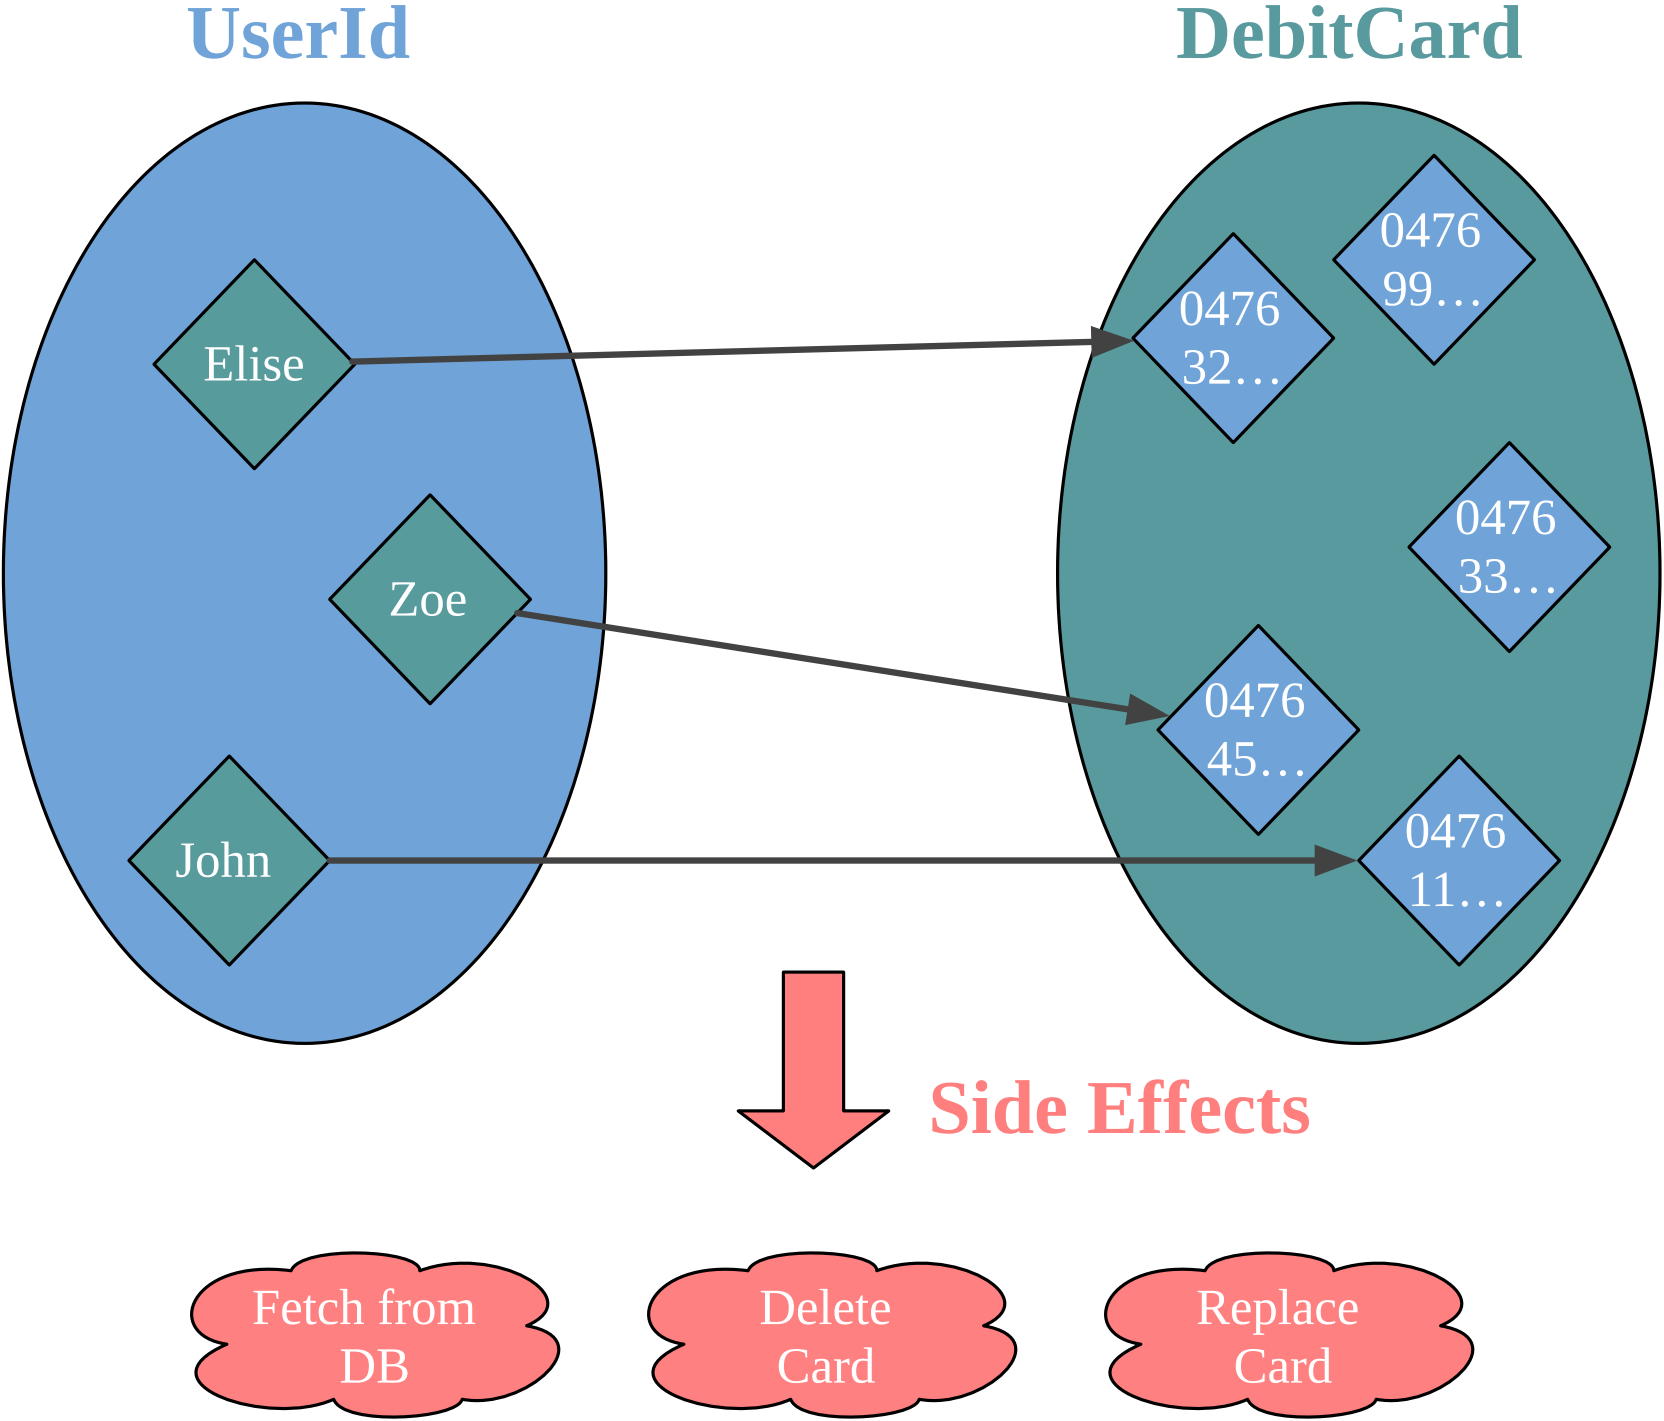 UserId
DebitCard
Elise
Zoe
John
0476
32…
0476
99…
0476
33…
0476
45…
0476
11…
Side Effects
Fetch from
DB
Delete
Card
Replace
Card